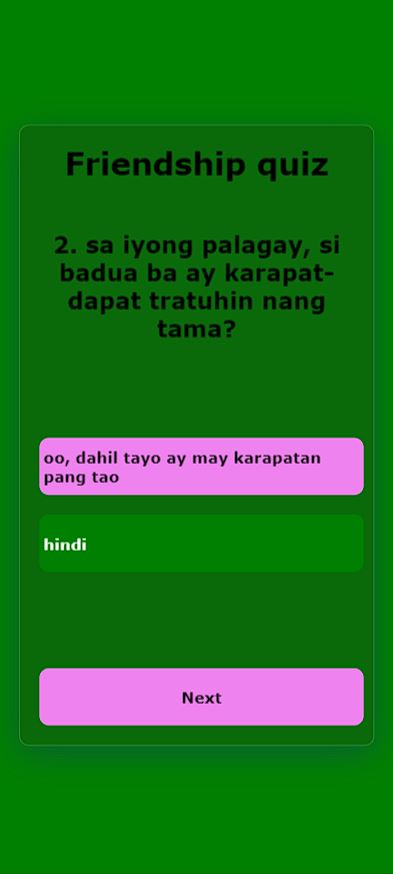 Friendship quiz
2. sa iyong palagay, si
badua ba ay karapat-
dapat tratuhin nang
tama?
oo, dahil tayo ay may karapatan
pang tao
hindi
Next